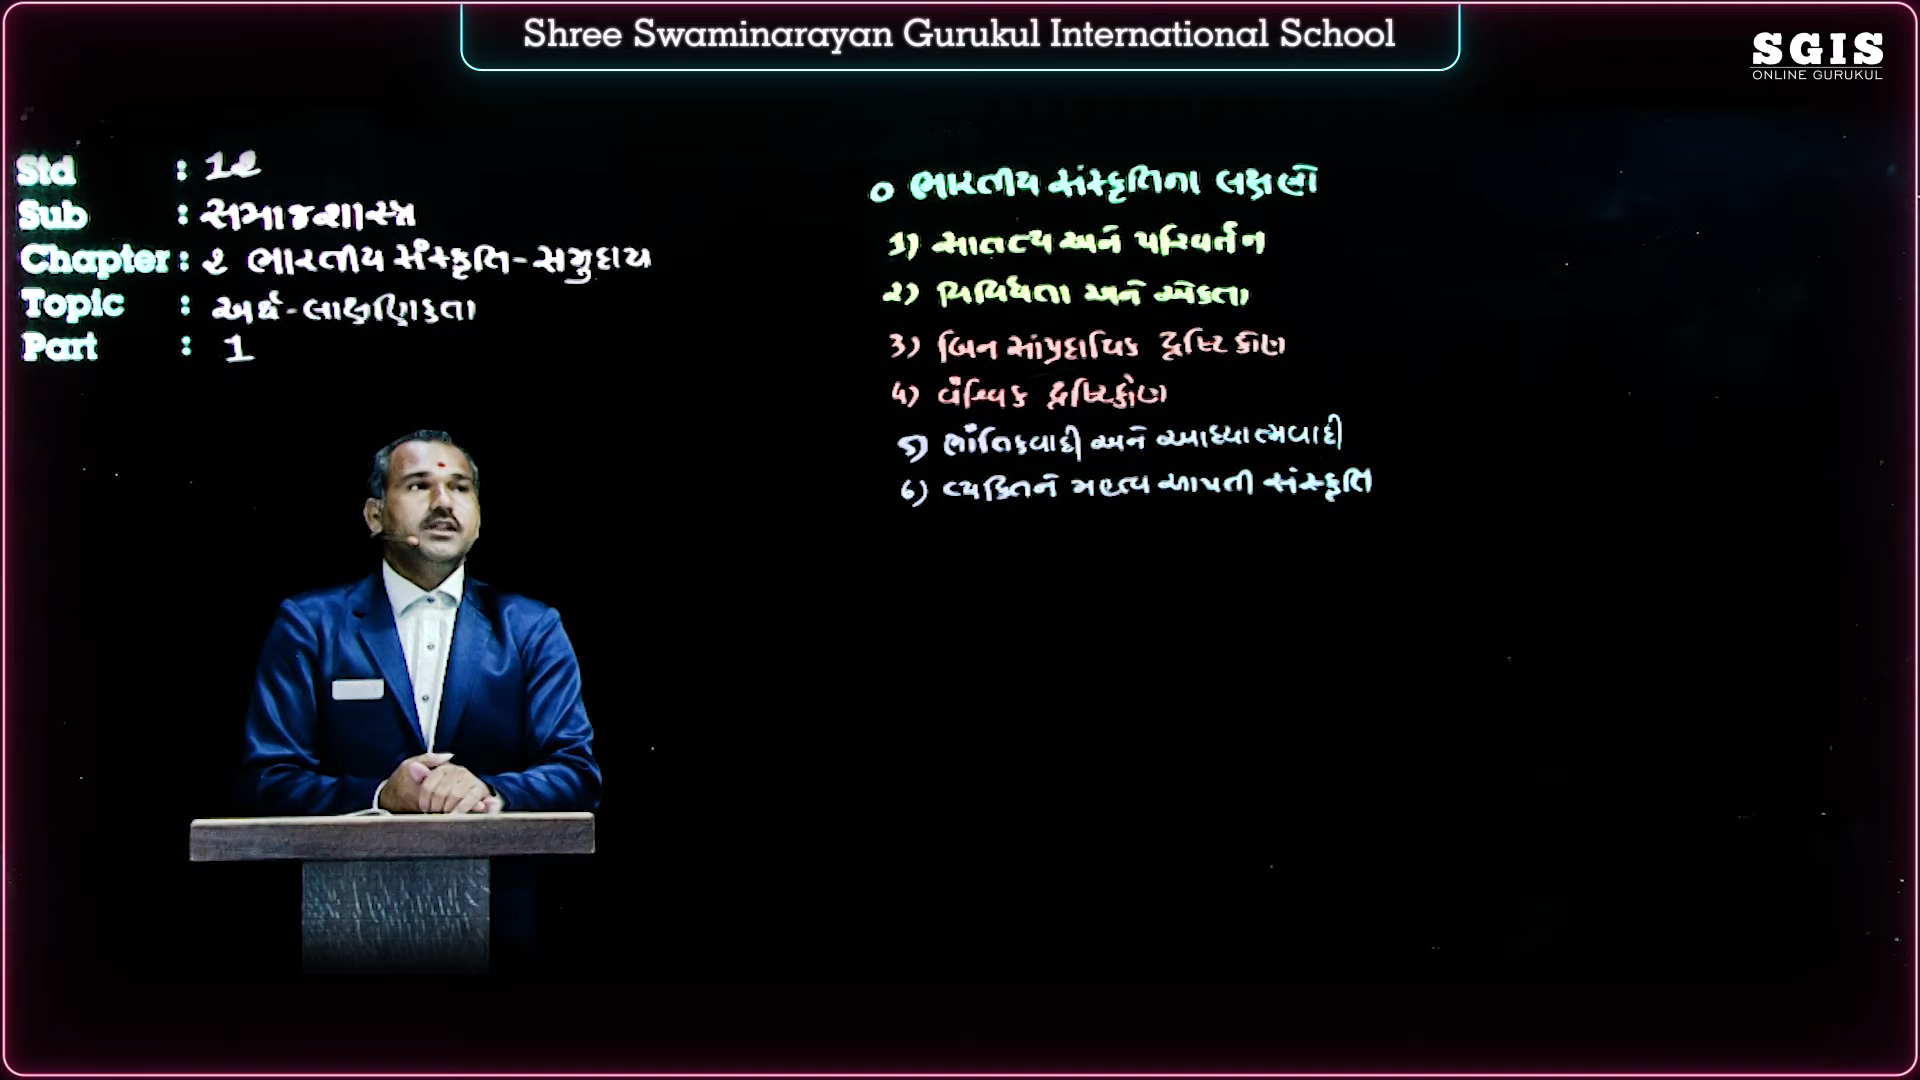 Shree Swaminarayan Gurukul International School
SGIS
ONLINE GURUKUL
Std : 12
Sub : સમાજશાસ્ત્ર
Chapter : ૨ ભારતીય સંસ્કૃતિ-સમુદાય
Topic : અર્થ-લાક્ષણિકતા
Part : 1
૦ ભારતીય સંસ્કૃતિના લક્ષણો
1) સાતત્ય અને પરિવર્તન
2) વિવિધતા અને એકતા
3) બિન સાંપ્રદાયિક દ્રષ્ટિ કોણ
4) વૈશ્વિક દ્રષ્ટિકોણ
5) ભૌતિકવાદી અને આધ્યાત્મવાદી
6) વ્યક્તિને મહત્વ આપતી સંસ્કૃતિ